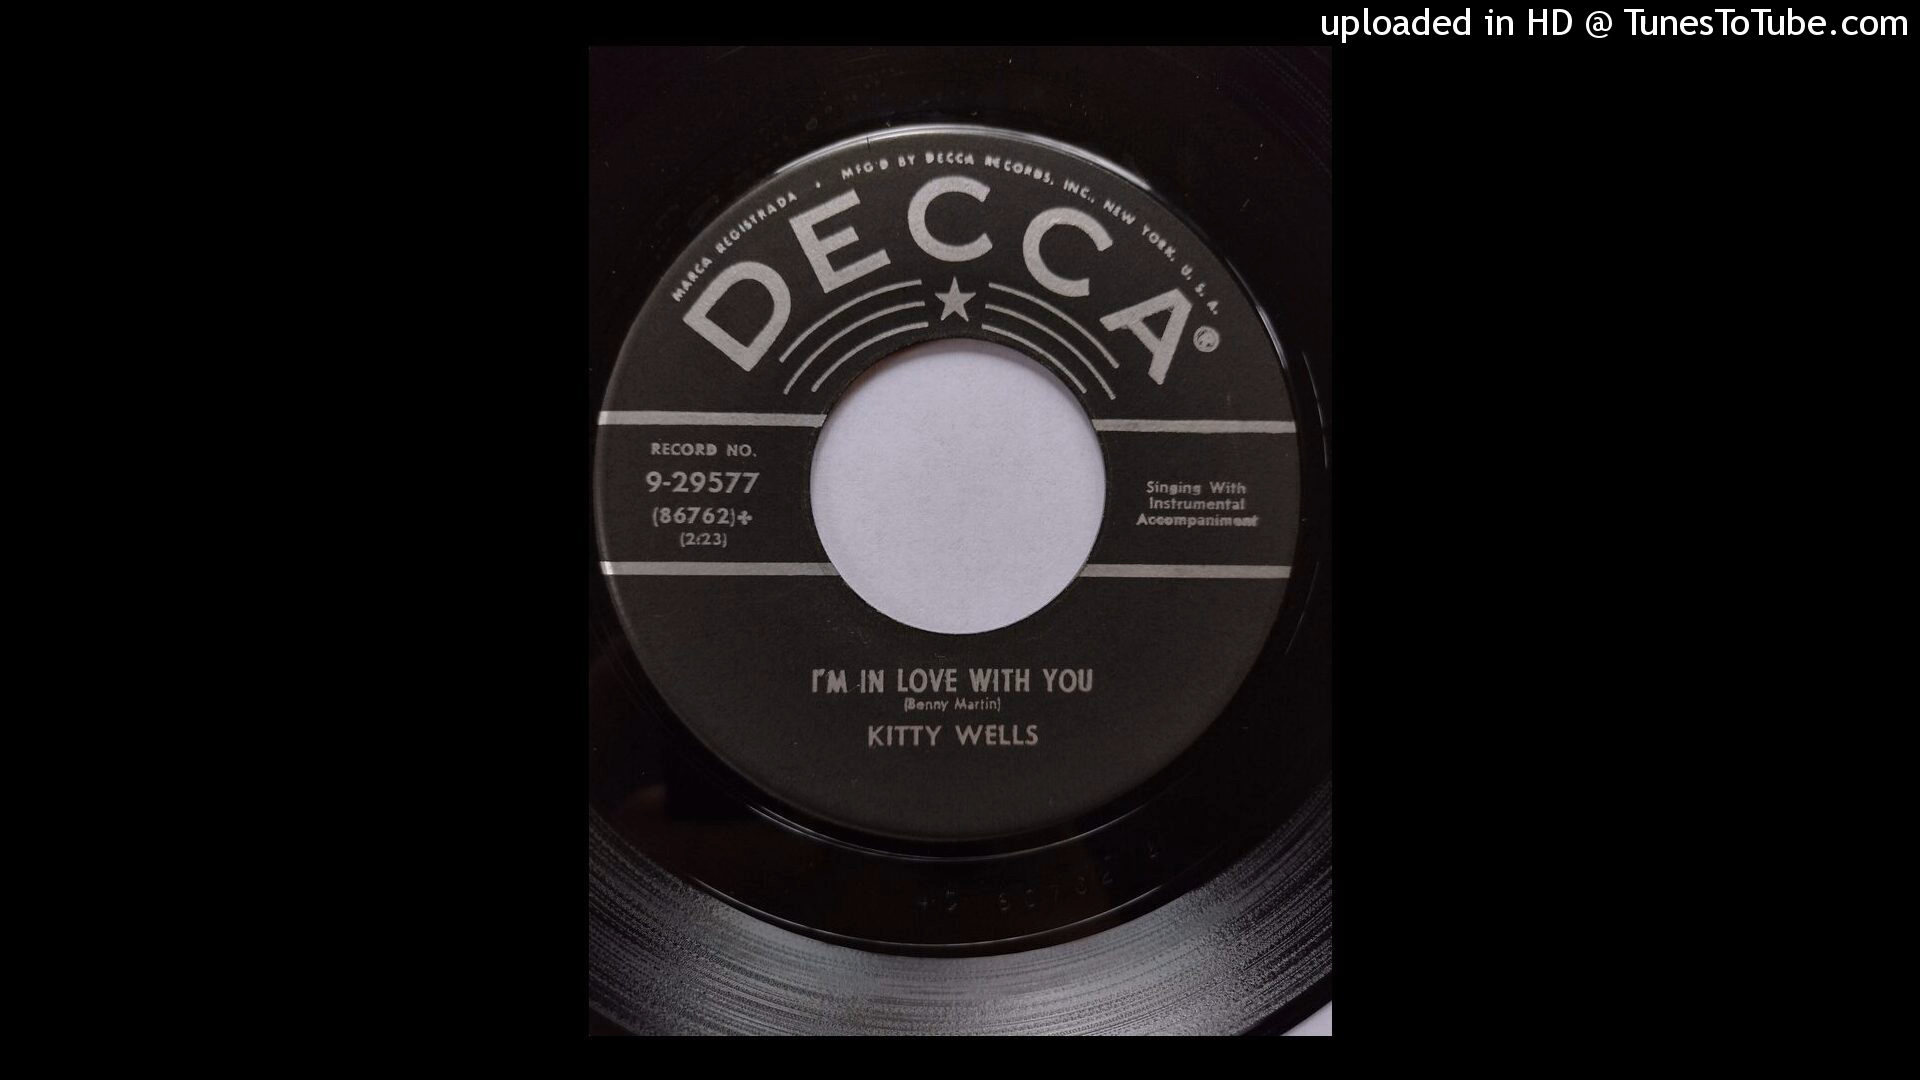 uploaded in HD @ TunesToTube.com
MARCA REGISTRADA • MFG'D BY DECCA RECORDS, INC., NEW YORK, U. S. A.
DECCA®
RECORD NO.
9-29577
(86762)+
(2:23)
Singing With
Instrumental
Accompaniment
I'M IN LOVE WITH YOU
(Benny Martin)
KITTY WELLS